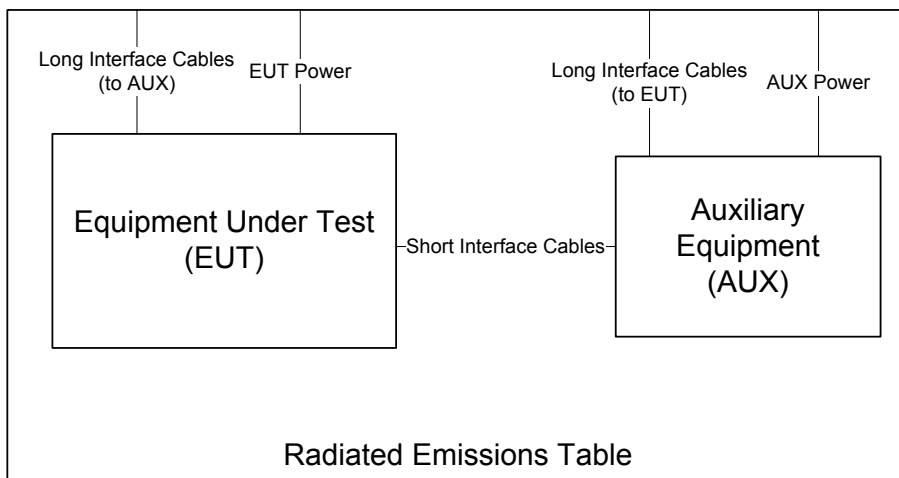 Long Interface Cables
(to AUX)
EUT Power
Long Interface Cables
(to EUT)
AUX Power
Equipment Under Test
(EUT)
Short Interface Cables
Auxiliary
Equipment
(AUX)
Radiated Emissions Table